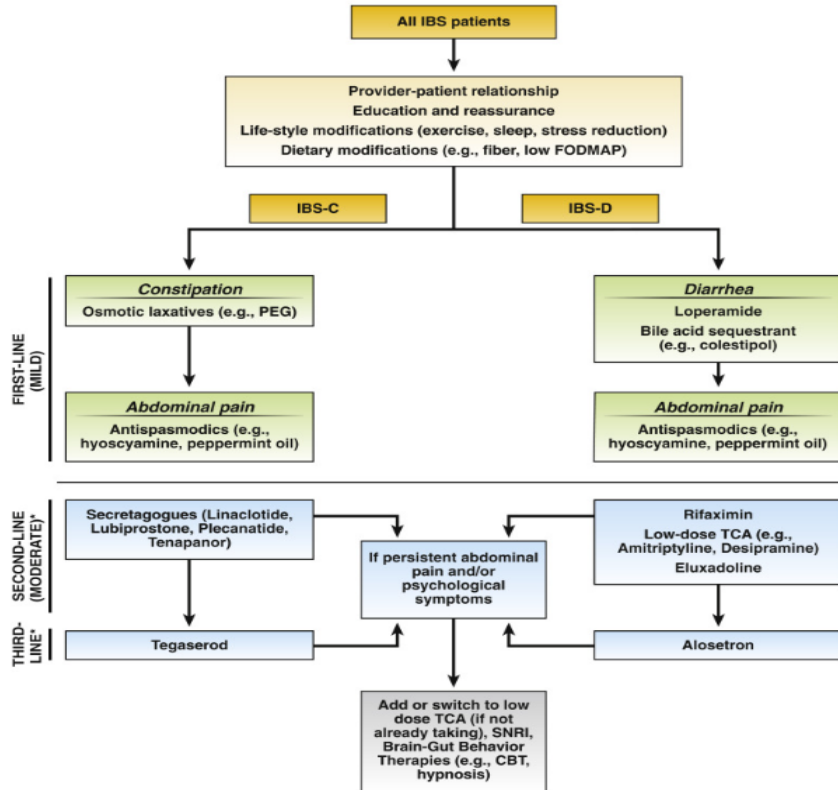 All IBS patients
Provider-patient relationship
Education and reassurance
Life-style modifications (exercise, sleep, stress reduction)
Dietary modifications (e.g., fiber, low FODMAP)
IBS-C
IBS-D
FIRST-LINE
(MILD)
Constipation
Osmotic laxatives (e.g., PEG)
Diarrhea
Loperamide
Bile acid sequestrant
(e.g., colestipol)
Abdominal pain
Antispasmodics (e.g.,
hyoscyamine, peppermint oil)
Abdominal pain
Antispasmodics (e.g.,
hyoscyamine, peppermint oil)
SECOND-LINE
(MODERATE)*
Secretagogues (Linaclotide,
Lubiprostone, Plecanatide,
Tenapanor)
If persistent abdominal
pain and/or
psychological
symptoms
Rifaximin
Low-dose TCA (e.g.,
Amitriptyline, Desipramine)
Eluxadoline
THIRD-
LINE*
Tegaserod
Alosetron
Add or switch to low
dose TCA (if not
already taking), SNRI,
Brain-Gut Behavior
Therapies (e.g., CBT,
hypnosis)